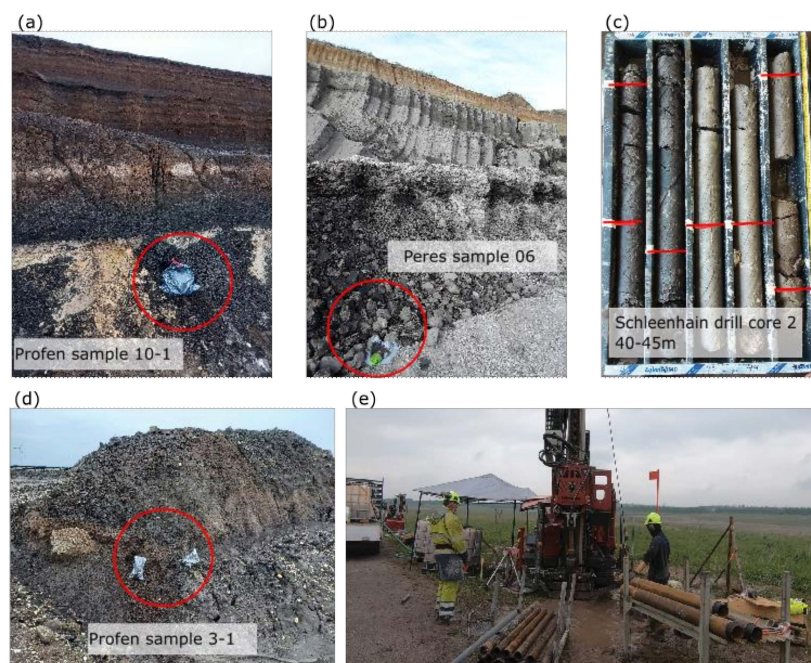 (a)
(b)
(c)
Peres sample 06
Profen sample 10-1
Schleenhain drill core 2
40-45m
(d)
(e)
Profen sample 3-1